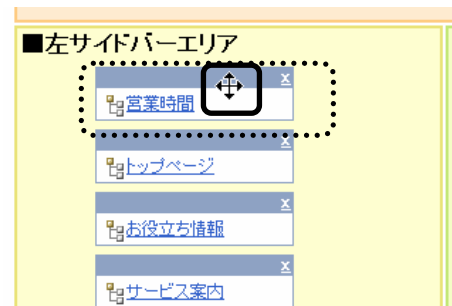 ■左サイドバーエリア
x
営業時間
x
トップページ
x
お役立ち情報
x
サービス案内